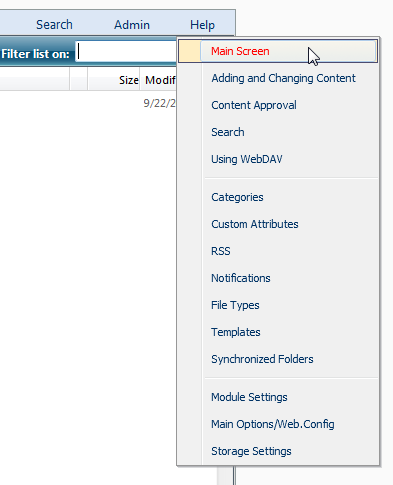 Search Admin Help
Filter list on:
Size Modif
9/22/2
Main Screen
Adding and Changing Content
Content Approval
Search
Using WebDAV
Categories
Custom Attributes
RSS
Notifications
File Types
Templates
Synchronized Folders
Module Settings
Main Options/Web.Config
Storage Settings